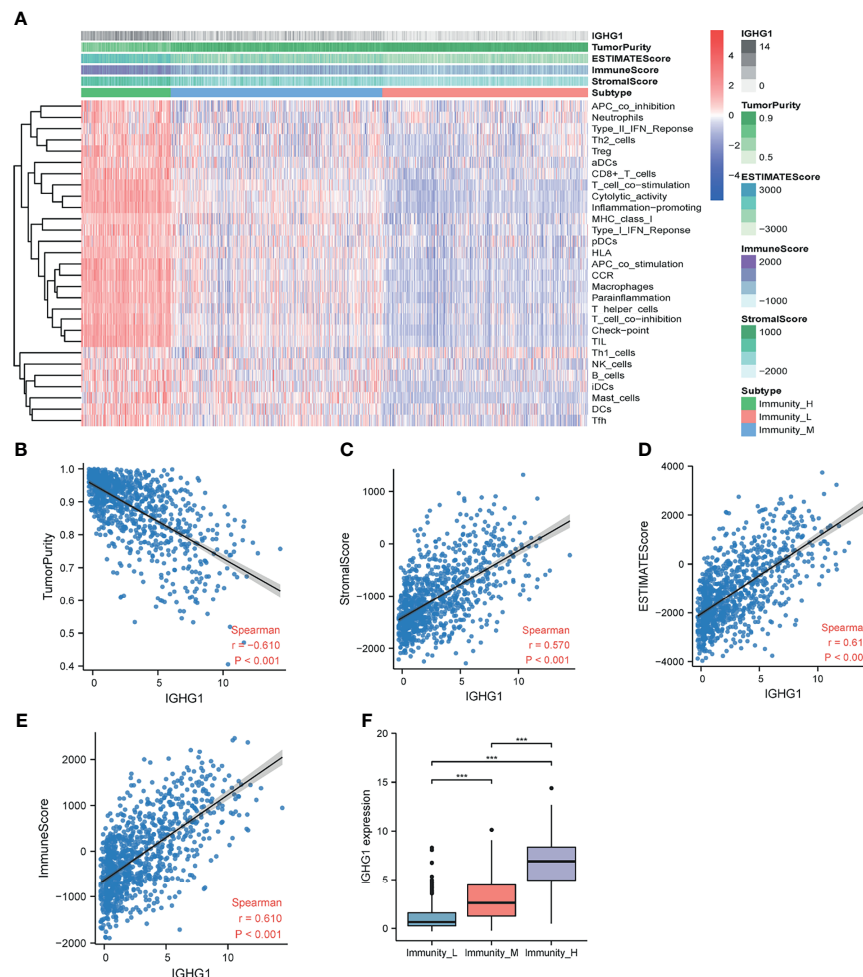 A
IGHG1
TumorPurity
ESTIMATEScore
ImmuneScore
StromalScore
Subtype
APC_co_inhibition
Neutrophils
Type_II_IFN_Reponse
Th2_cells
Treg
aDCs
CD8+_T_cells
T_cell_co-stimulation
Cytolytic_activity
Inflammation-promoting
MHC_class_I
Type_I_IFN_Reponse
pDCs
HLA
APC_co_stimulation
CCR
Macrophages
Parainflammation
T_helper_cells
T_cell_co-inhibition
Check-point
TIL
Th1_cells
NK_cells
B_cells
iDCs
Mast_cells
DCs
Tfh
4
2
0
−2
−4
IGHG1
14
0
TumorPurity
0.9
0.5
ESTIMATEScore
3000
−3000
ImmuneScore
2000
−1000
StromalScore
1000
−2000
Subtype
Immunity_H
Immunity_L
Immunity_M
B
1.0
0.9
0.8
0.7
0.6
0.5
0.4
TumorPurity
0 5 10
IGHG1
Spearman
r = −0.610
P < 0.001
C
1000
0
−1000
−2000
StromalScore
0 5 10
IGHG1
Spearman
r = 0.570
P < 0.001
D
4000
2000
0
−2000
−4000
ESTIMATEScore
0 5 10
IGHG1
Spearma
r = 0.61
P < 0.00
E
2000
1000
0
−1000
−2000
ImmuneScore
0 5 10
IGHG1
Spearman
r = 0.610
P < 0.001
F
20
15
10
5
0
IGHG1 expression
***
***
***
Immunity_L Immunity_M Immunity_H